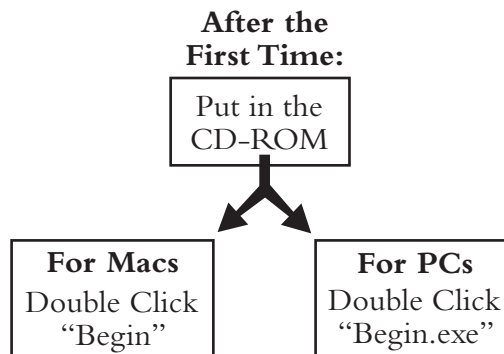 After the
First Time:
Put in the
CD-ROM
For Macs
Double Click
“Begin”
For PCs
Double Click
“Begin.exe”